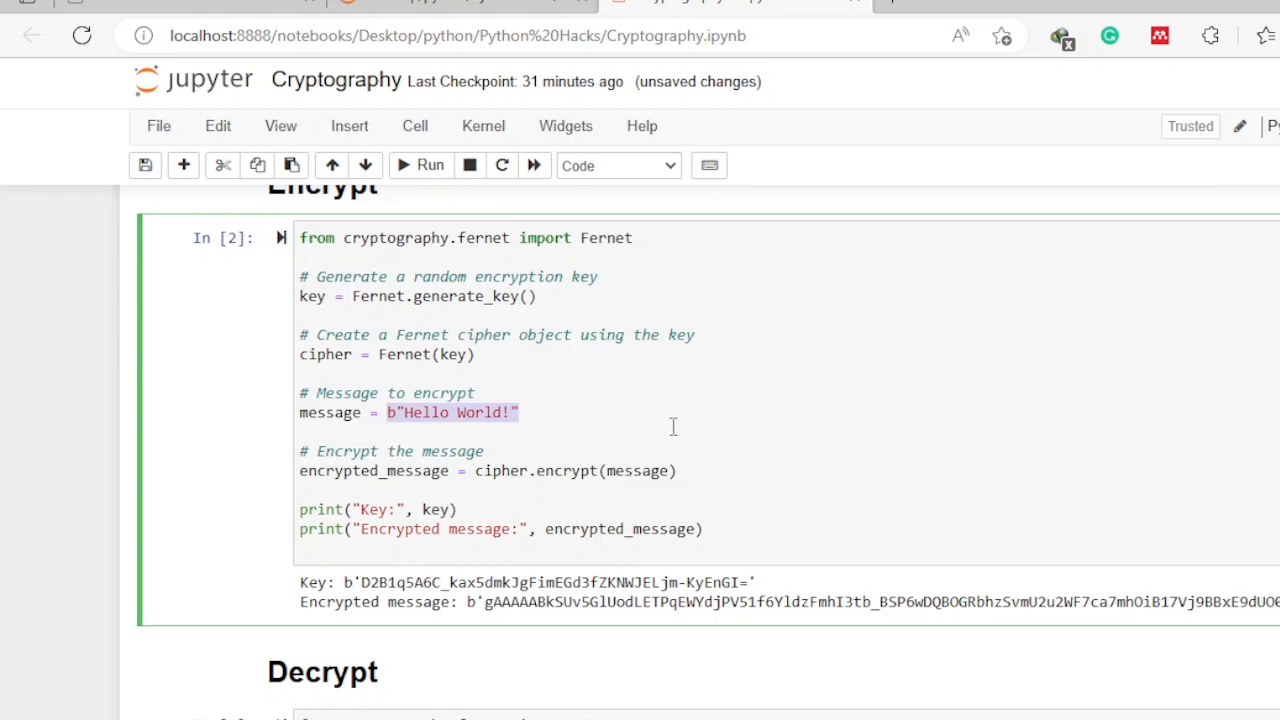 localhost:8888/notebooks/Desktop/python/Python%20Hacks/Cryptography.ipynb
jupyter Cryptography Last Checkpoint: 31 minutes ago (unsaved changes)
File Edit View Insert Cell Kernel Widgets Help Trusted
Run Code
Encrypt
In [2]:
from cryptography.fernet import Fernet
# Generate a random encryption key
key = Fernet.generate_key()
# Create a Fernet cipher object using the key
cipher = Fernet(key)
# Message to encrypt
message = b"Hello World!"
# Encrypt the message
encrypted_message = cipher.encrypt(message)
print("Key:", key)
print("Encrypted message:", encrypted_message)
Key: b'D2B1q5A6C_kax5dmkJgFimEGd3fZKNWJELjm-KyEnGI='
Encrypted message: b'gAAAAABkSUv5GlUodLETPqEWYdjPV51f6YldzFmhI3tb_BSP6wDQBOGRbhzSvmU2u2WF7ca7mhOiB17Vj9BBxE9dUO6
Decrypt